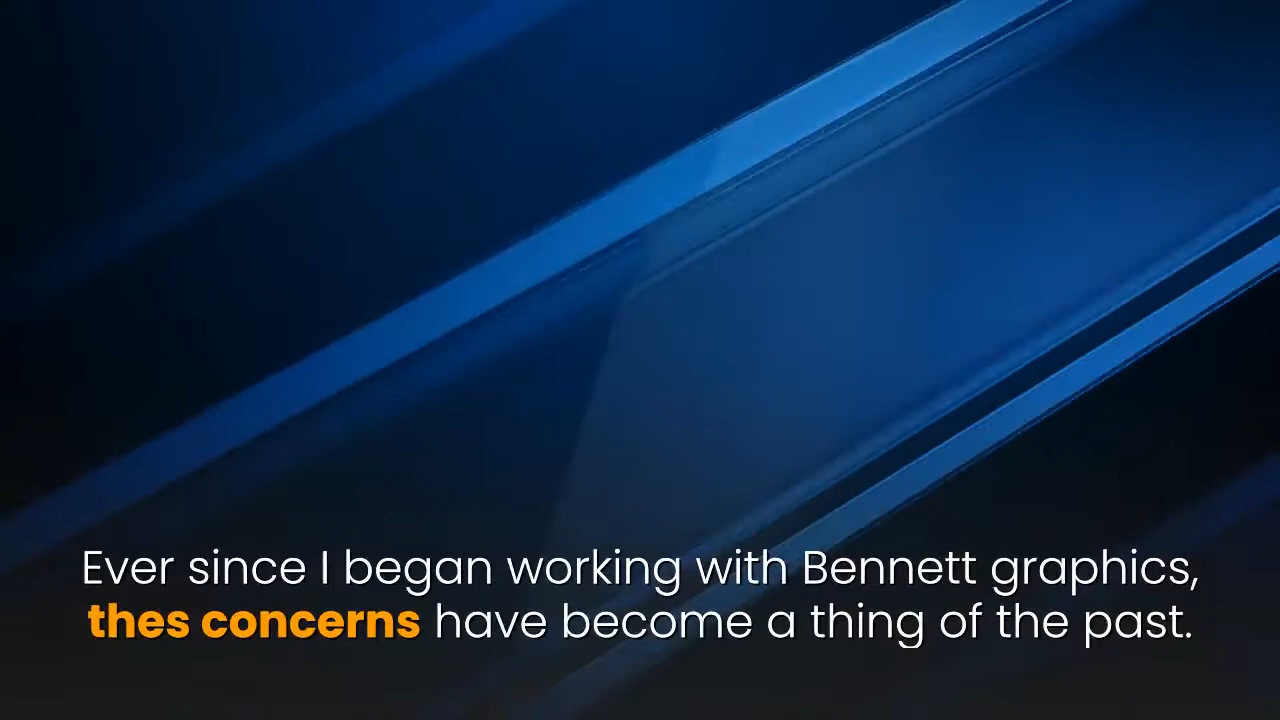 Ever since I began working with Bennett graphics,
thes concerns have become a thing of the past.